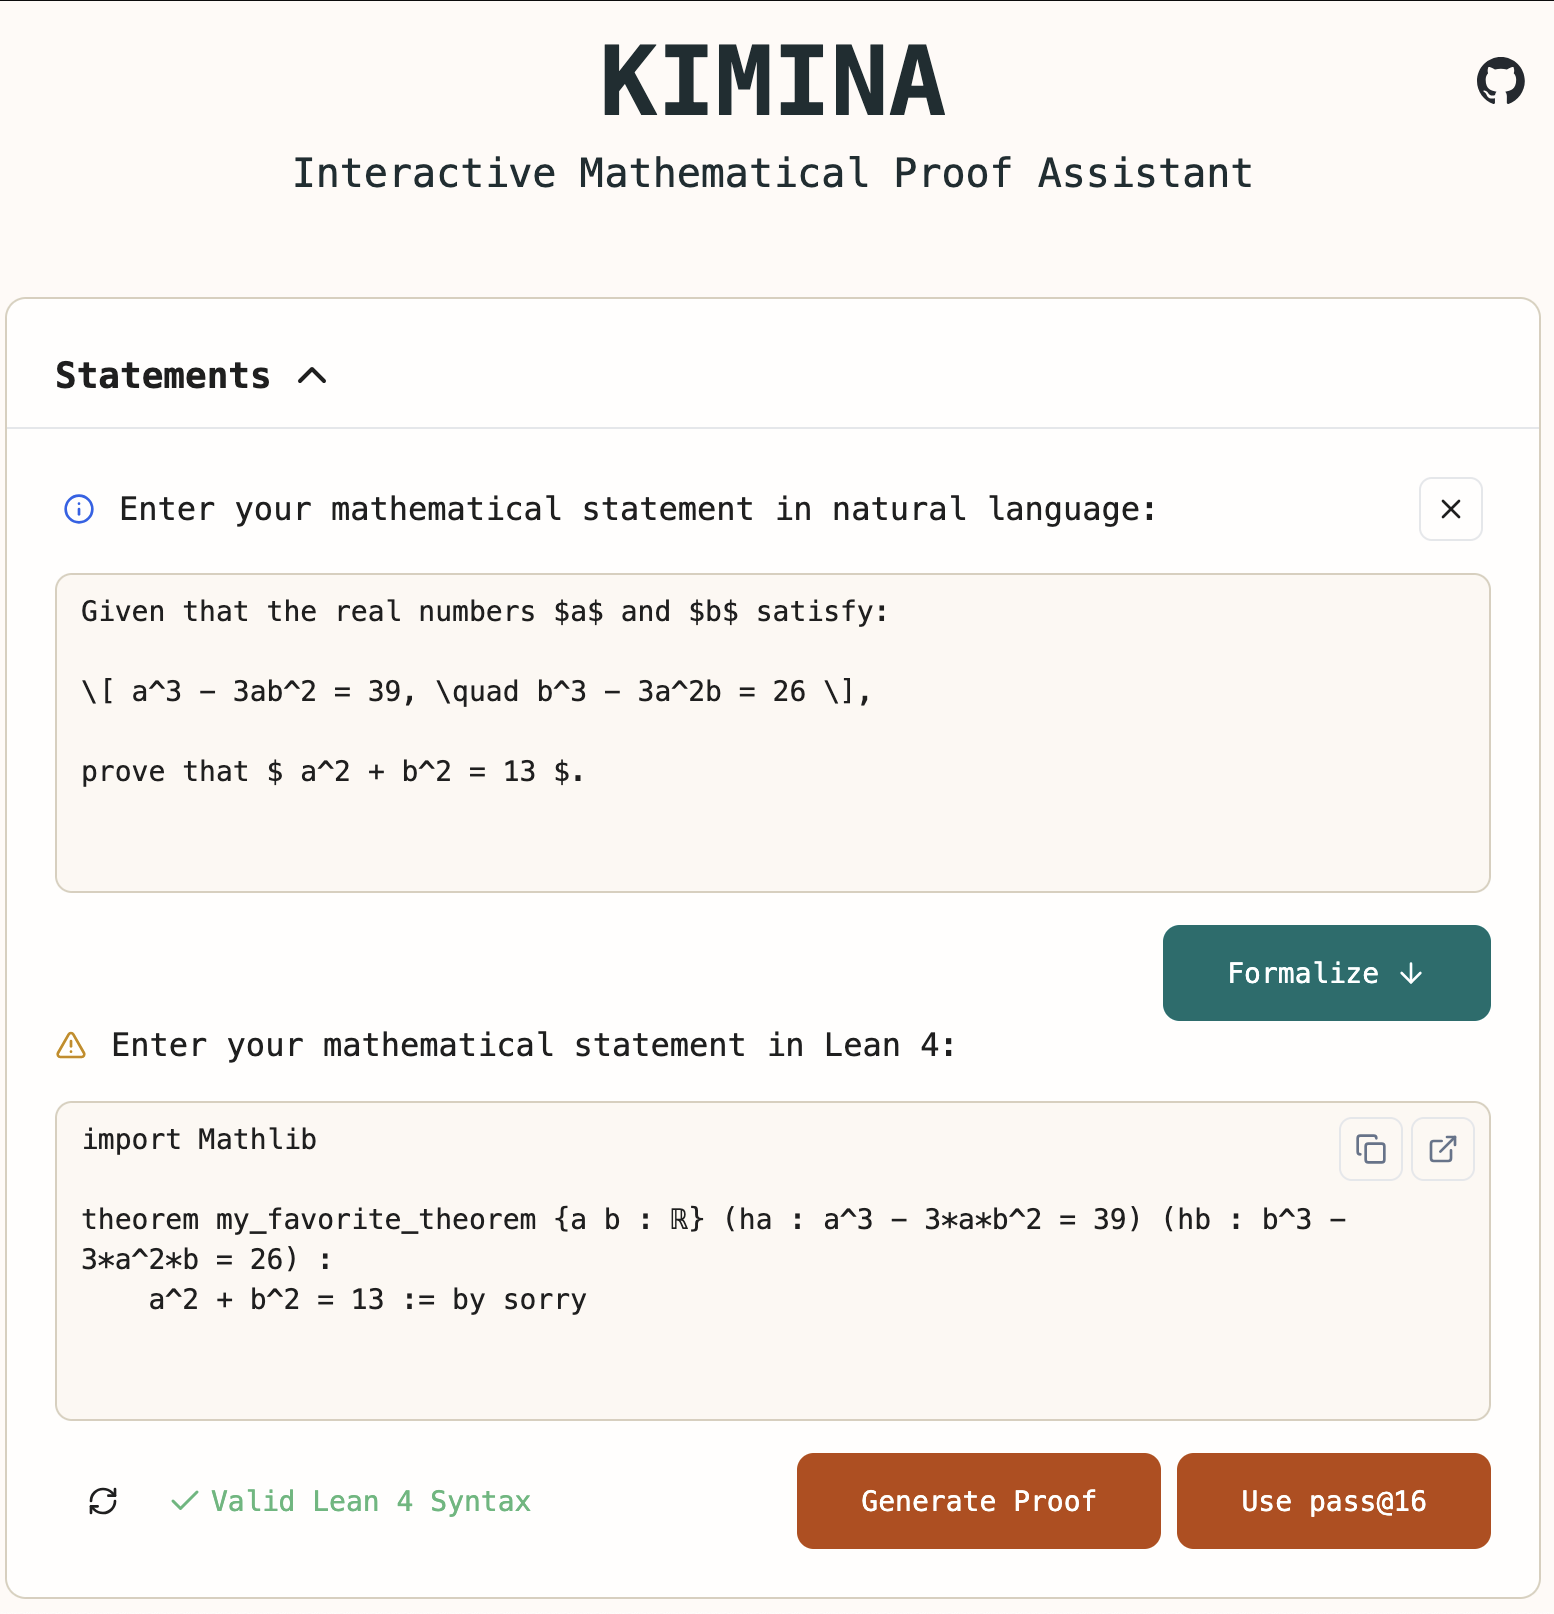 KIMINA
Interactive Mathematical Proof Assistant
Statements
Enter your mathematical statement in natural language:
Given that the real numbers $a$ and $b$ satisfy:
\[ a^3 - 3ab^2 = 39, \quad b^3 - 3a^2b = 26 \],
prove that $ a^2 + b^2 = 13 $.
Formalize ↓
Enter your mathematical statement in Lean 4:
import Mathlib
theorem my_favorite_theorem {a b : ℝ} (ha : a^3 - 3*a*b^2 = 39) (hb : b^3 -
3*a^2*b = 26) :
    a^2 + b^2 = 13 := by sorry
Valid Lean 4 Syntax
Generate Proof
Use pass@16